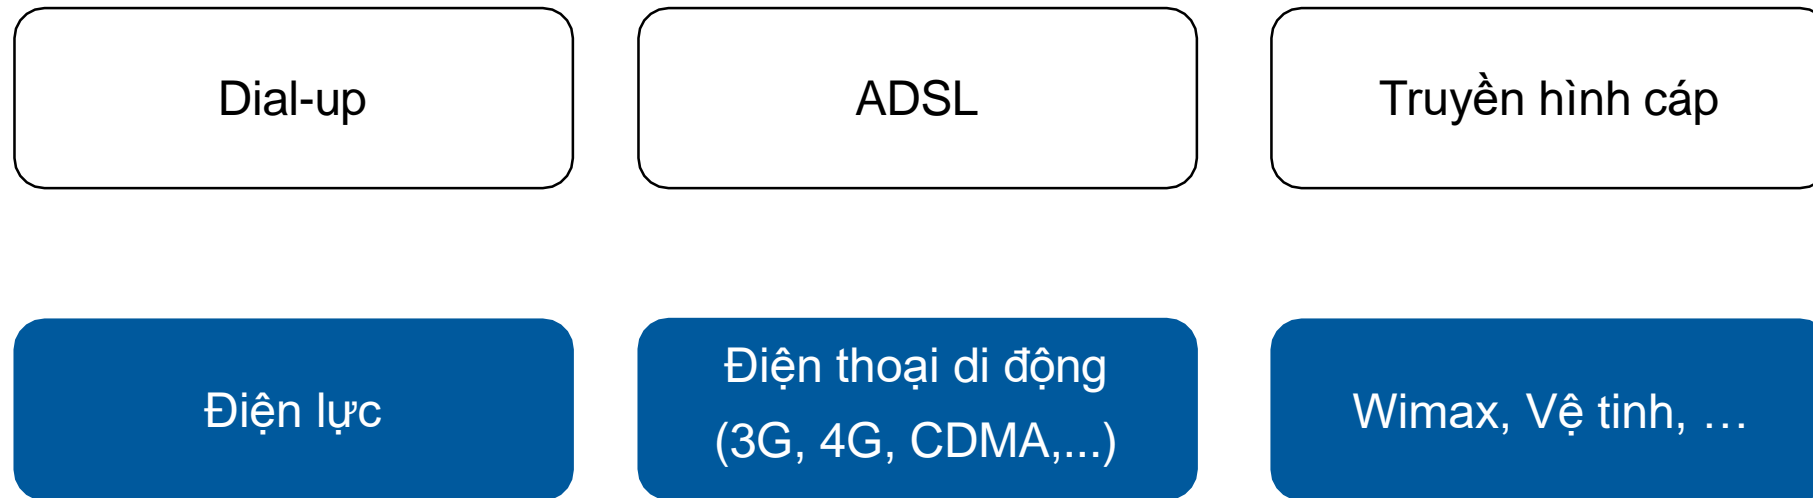 Dial-up
ADSL
Truyền hình cáp
Điện lực
Điện thoại di động
(3G, 4G, CDMA,...)
Wimax, Vệ tinh, …